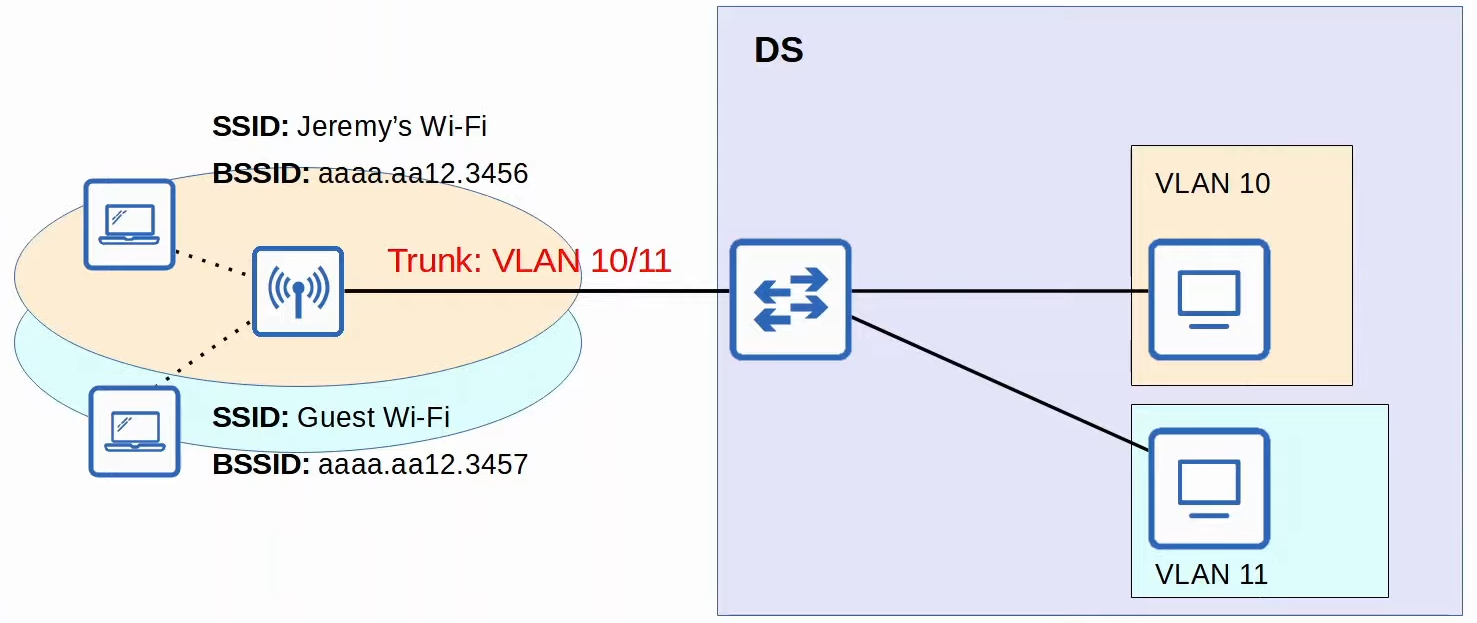 DS
SSID: Jeremy’s Wi-Fi
BSSID: aaaa.aa12.3456
VLAN 10
Trunk: VLAN 10/11
SSID: Guest Wi-Fi
BSSID: aaaa.aa12.3457
VLAN 11